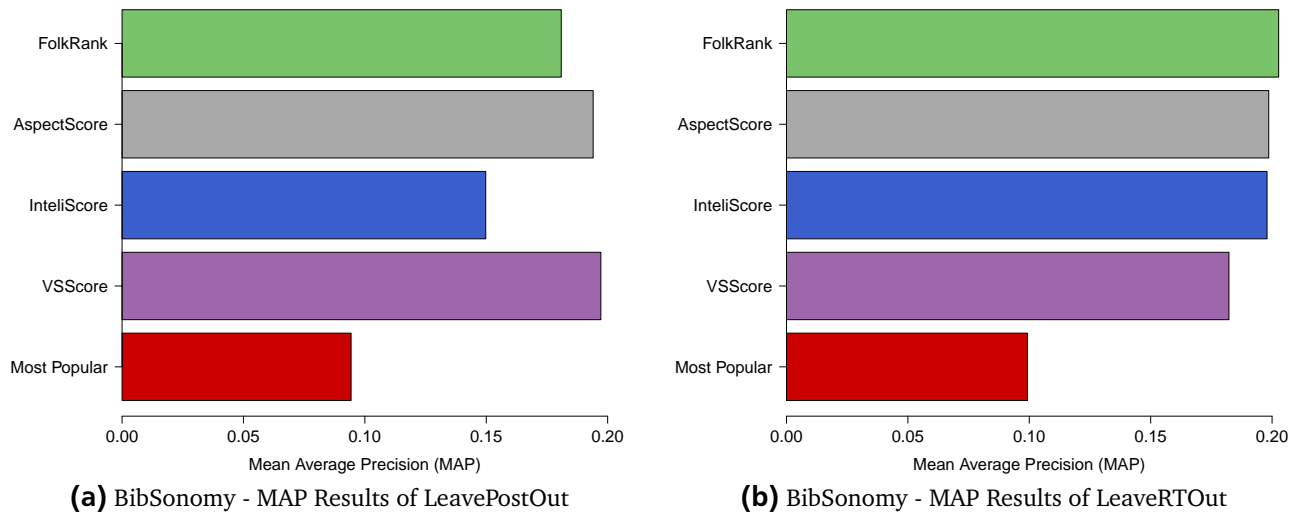 FolkRank
AspectScore
InteliScore
VSScore
Most Popular
0.00 0.05 0.10 0.15 0.20
Mean Average Precision (MAP)
(a) BibSonomy - MAP Results of LeavePostOut
FolkRank
AspectScore
InteliScore
VSScore
Most Popular
0.00 0.05 0.10 0.15 0.20
Mean Average Precision (MAP)
(b) BibSonomy - MAP Results of LeaveRTOut